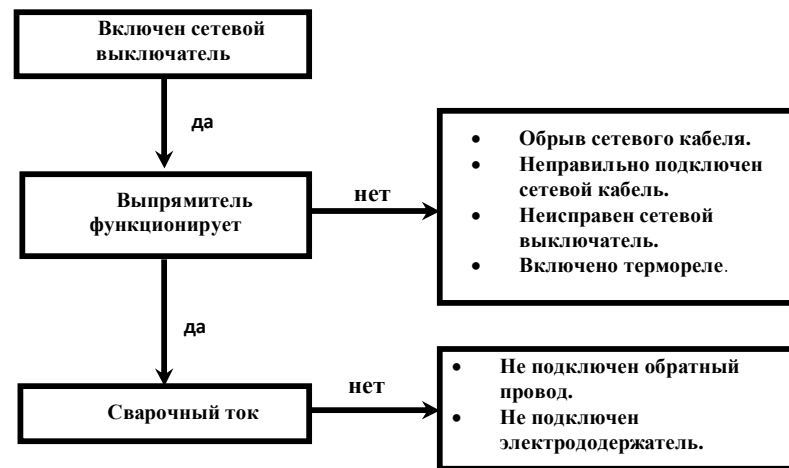 Включен сетевой
выключатель
да
Выпрямитель
функционирует
нет
• Обрыв сетевого кабеля.
• Неправильно подключен
сетевой кабель.
• Неисправен сетевой
выключатель.
• Включено термореле.
да
Сварочный ток
нет
• Не подключен обратный
провод.
• Не подключен
электрододержатель.